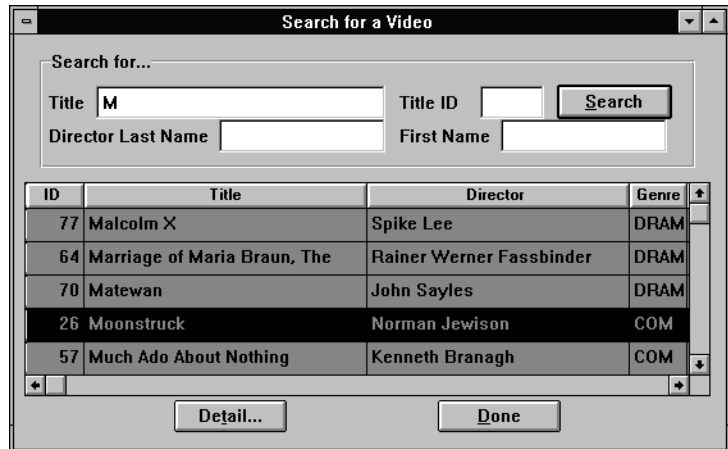 Search for a Video
Search for...
Title M Title ID Search
Director Last Name First Name
ID Title Director Genre
77 Malcolm X Spike Lee DRAM
64 Marriage of Maria Braun, The Rainer Werner Fassbinder DRAM
70 Matewan John Sayles DRAM
26 Moonstruck Norman Jewison COM
57 Much Ado About Nothing Kenneth Branagh COM
Detail... Done